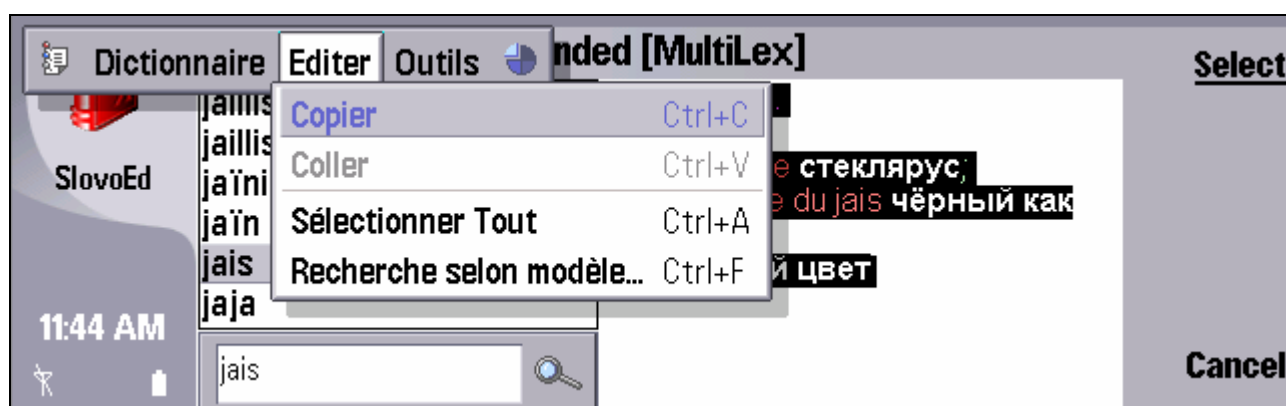 Dictionnaire Editer Outils nded [MultiLex]
Select
Copier Ctrl+C
Coller Ctrl+V
Sélectionner Tout Ctrl+A
Recherche selon modèle... Ctrl+F
SlovoEd
jaillis
jaillis
jaïni
jaïn
jais
jaja
e стеклярус;
e du jais чёрный как
й цвет
11:44 AM
jais
Cancel